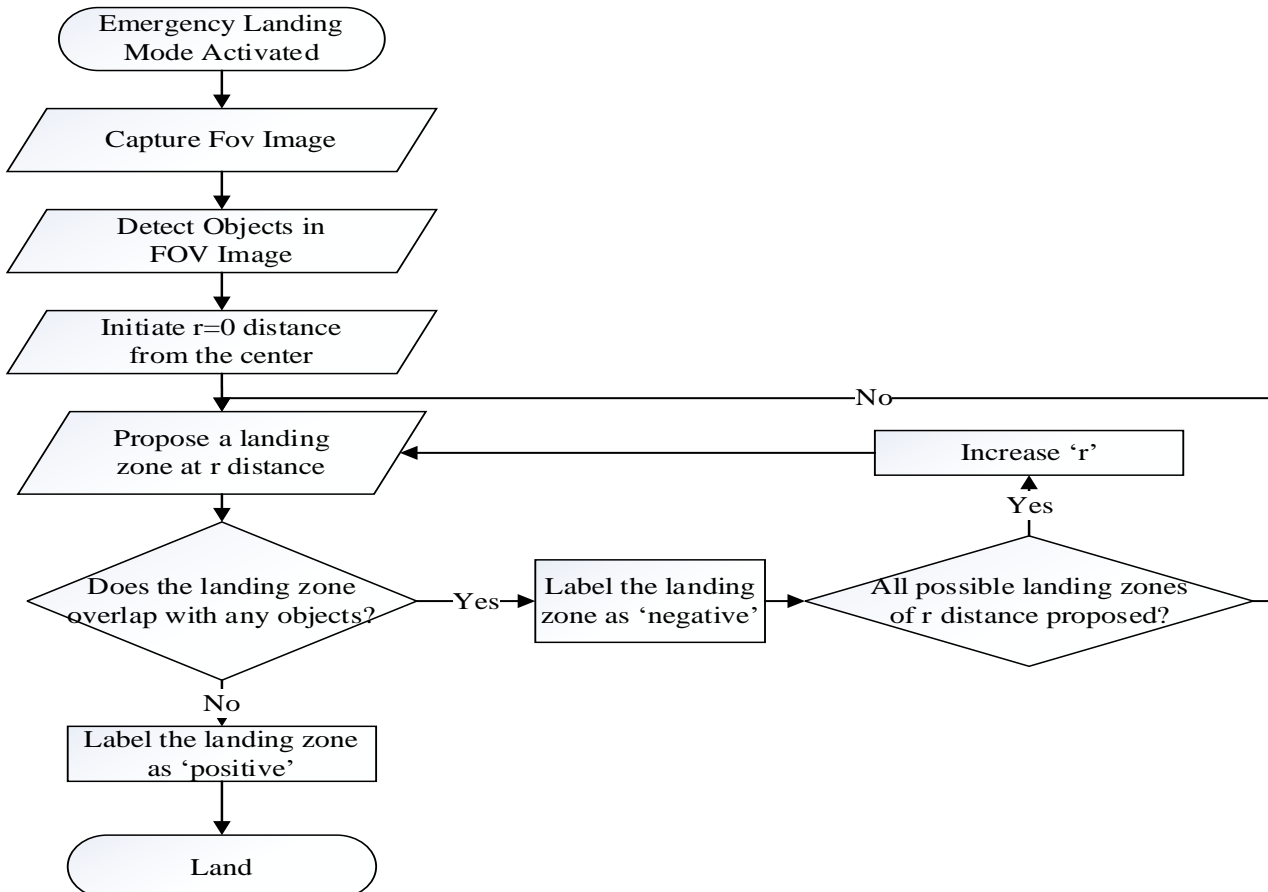 Emergency Landing
Mode Activated
Capture Fov Image
Detect Objects in
FOV Image
Initiate r=0 distance
from the center
No
Propose a landing
zone at r distance
Increase ‘r’
Yes
Does the landing zone
overlap with any objects?
Yes
Label the landing
zone as ‘negative’
All possible landing zones
of r distance proposed?
No
Label the landing zone
as ‘positive’
Land